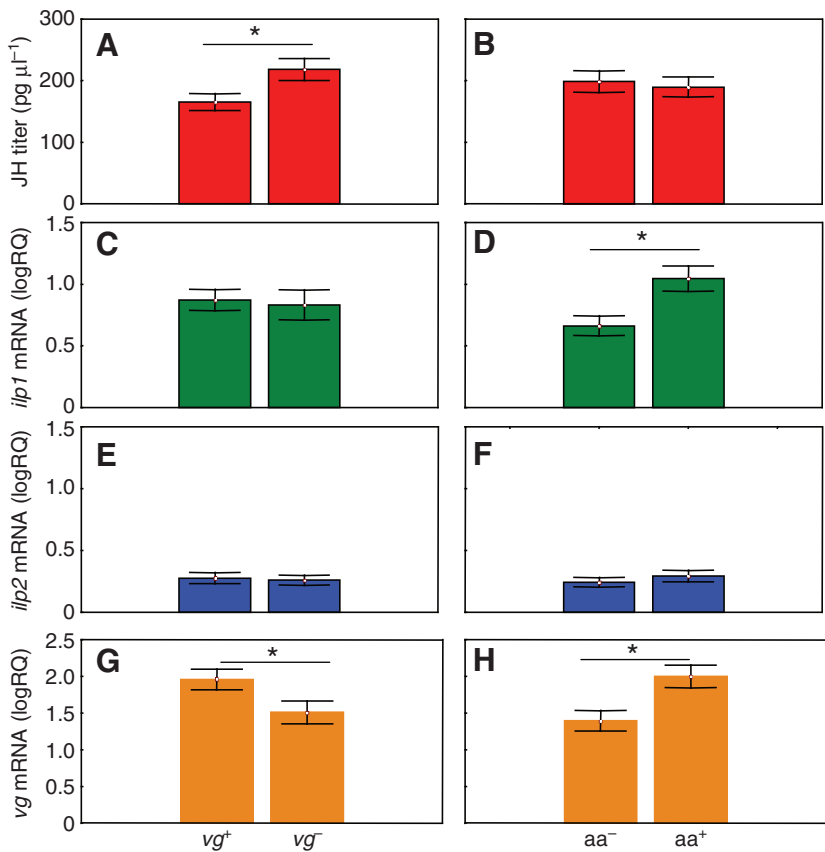 A
B
JH titer (pg µl⁻¹)
300
200
100
0
*
C
D
ilp1 mRNA (logRQ)
1.5
1.0
0.5
0
*
E
F
ilp2 mRNA (logRQ)
1.5
1.0
0.5
0
G
H
vg mRNA (logRQ)
2.5
2.0
1.5
1.0
0.5
0
*
*
vg⁺ vg⁻ aa⁻ aa⁺